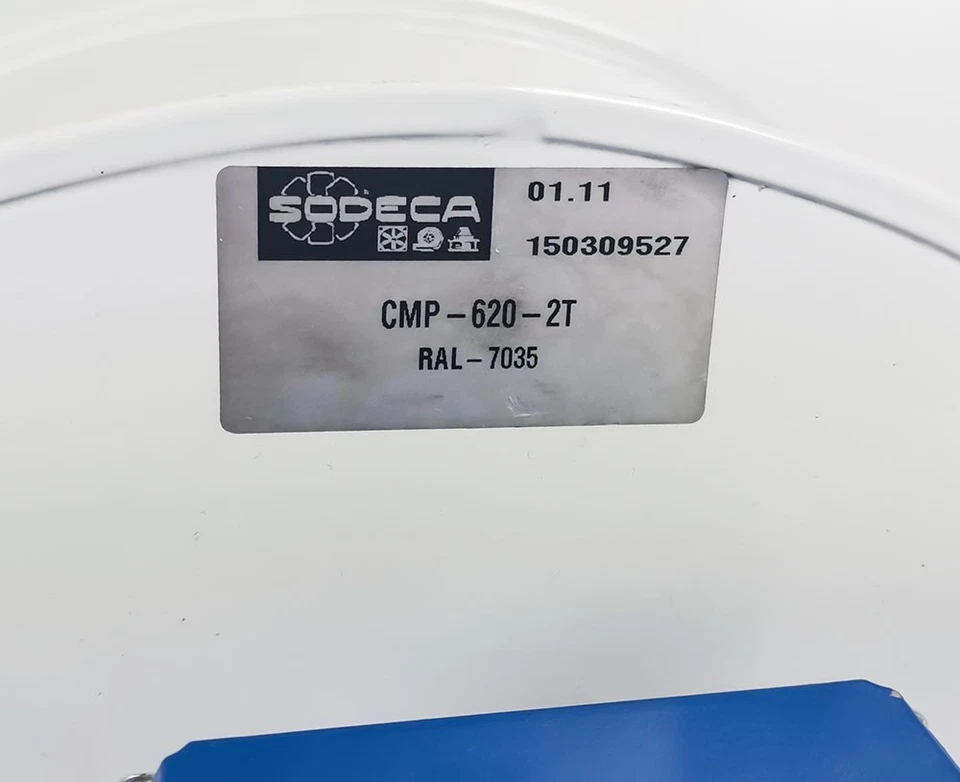 SODECA
01.11
150309527
CMP-620-2T
RAL-7035